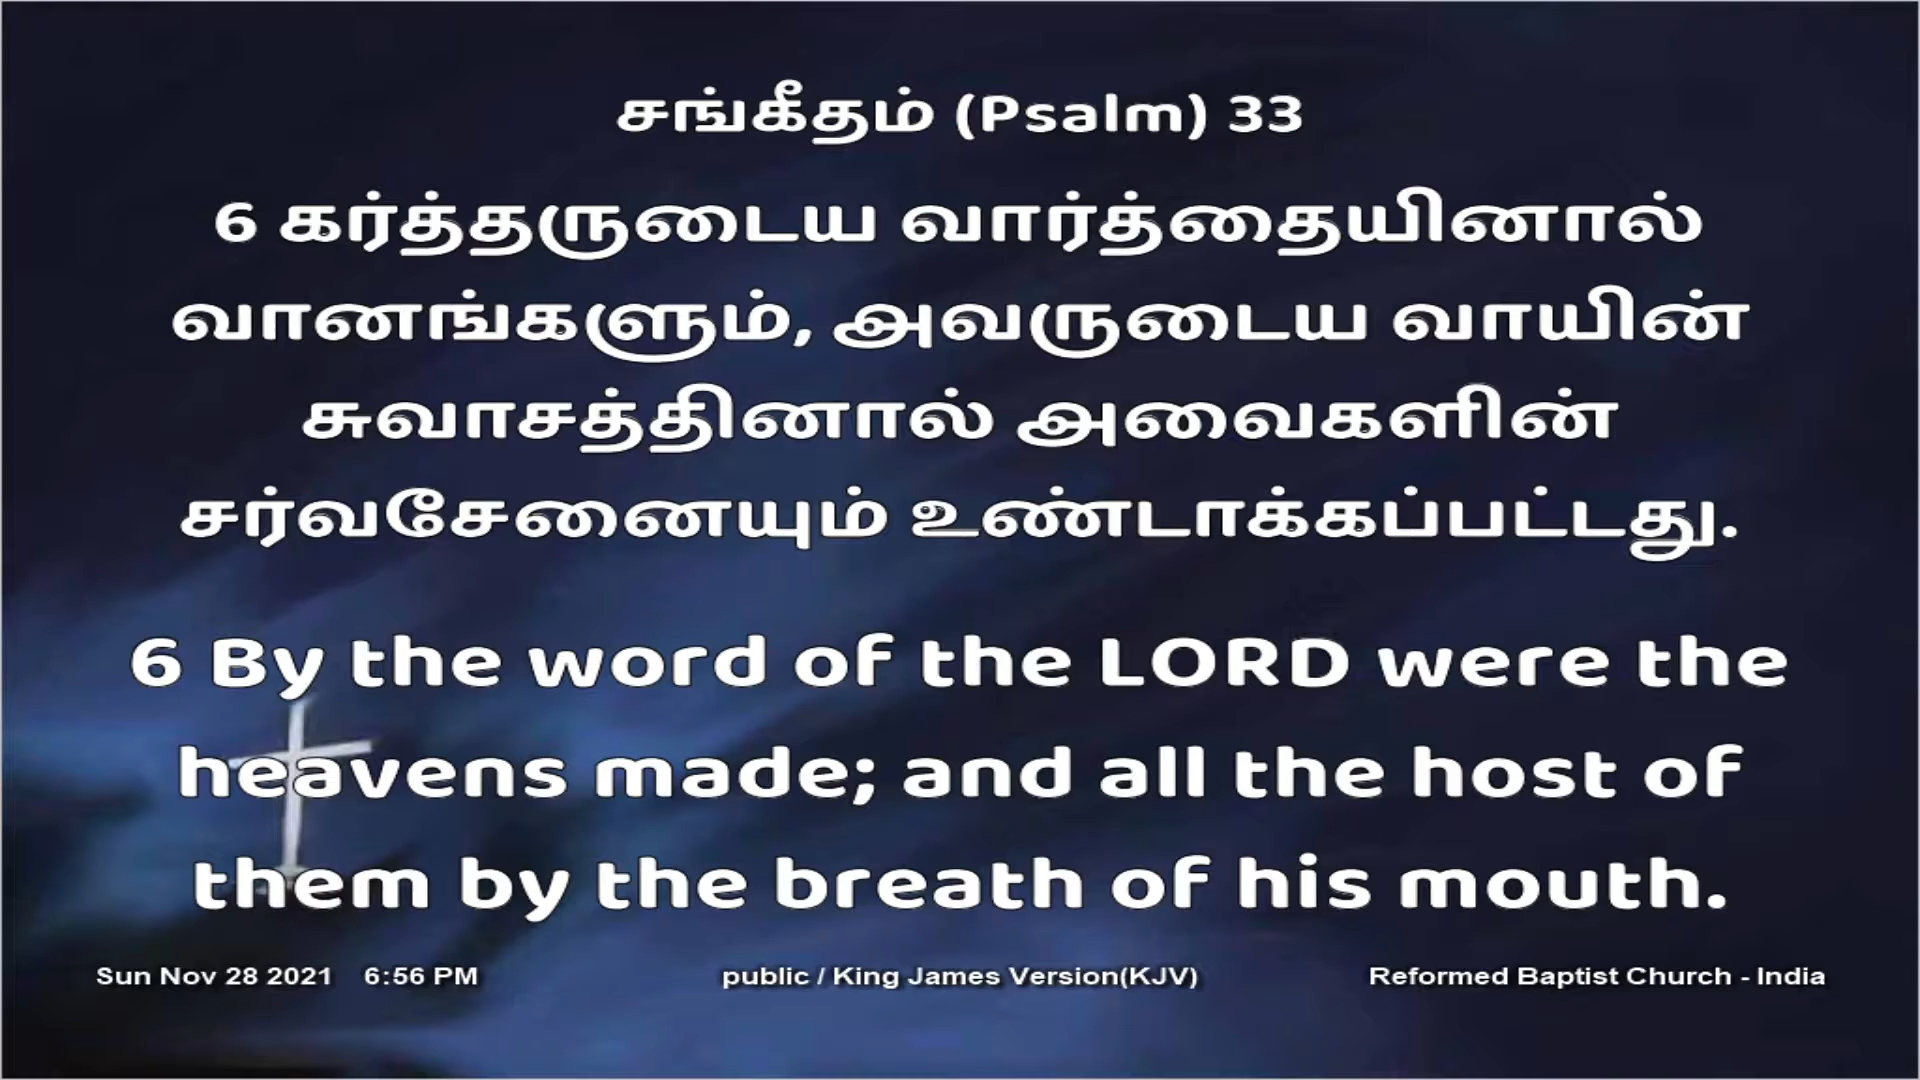 சங்கீதம் (Psalm) 33
6 கர்த்தருடைய வார்த்தையினால்
வானங்களும், அவருடைய வாயின்
சுவாசத்தினால் அவைகளின்
சர்வசேனையும் உண்டாக்கப்பட்டது.
6 By the word of the LORD were the
heavens made; and all the host of
them by the breath of his mouth.
Sun Nov 28 2021 6:56 PM public / King James Version(KJV) Reformed Baptist Church - India